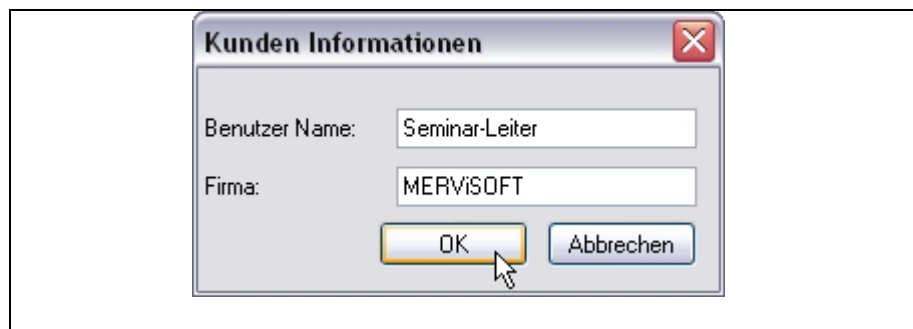 Kunden Informationen
Benutzer Name: Seminar-Leiter
Firma: MERViSOFT
OK Abbrechen